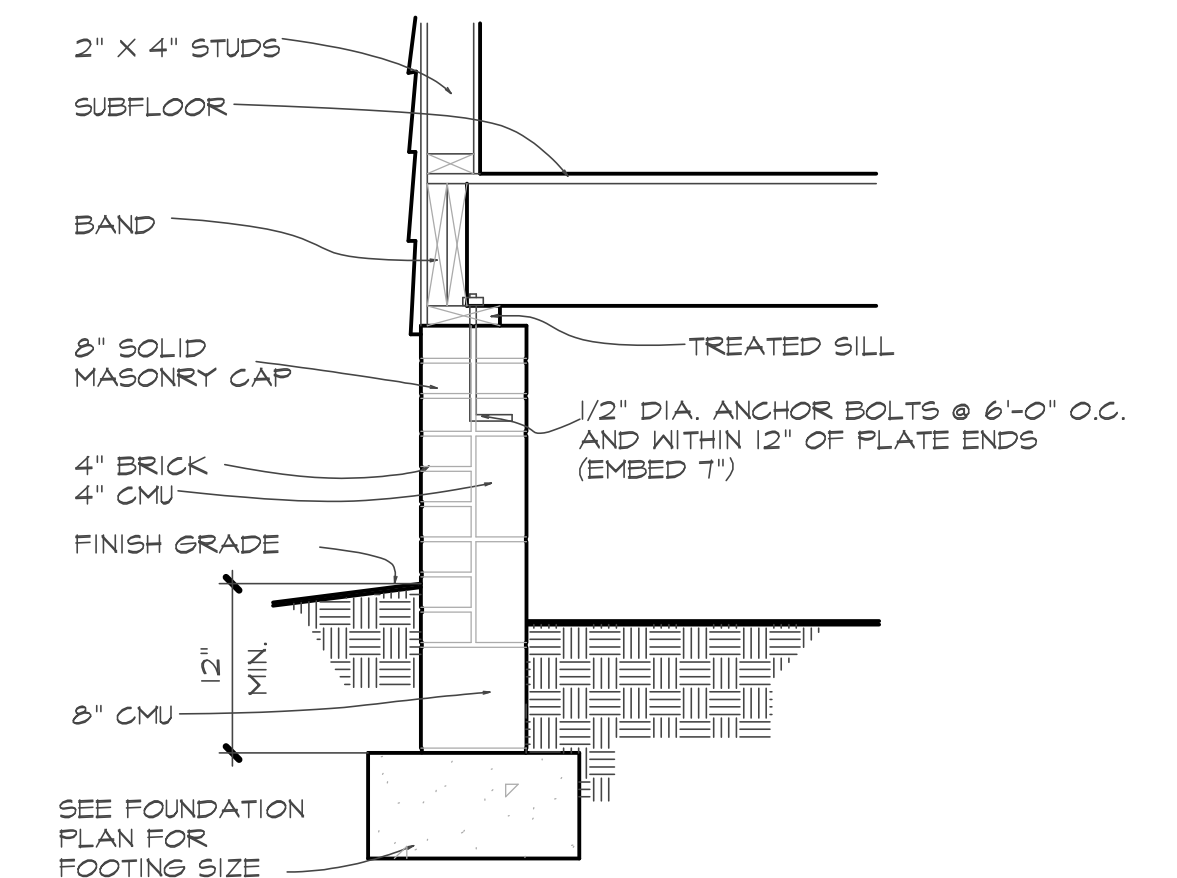 2" X 4" STUDS
SUBFLOOR
BAND
TREATED SILL
8" SOLID
MASONRY CAP
1/2" DIA. ANCHOR BOLTS @ 6'-0" O.C.
AND WITHIN 12" OF PLATE ENDS
(EMBED 7")
4" BRICK
4" CMU
FINISH GRADE
12"
MIN.
8" CMU
SEE FOUNDATION
PLAN FOR
FOOTING SIZE